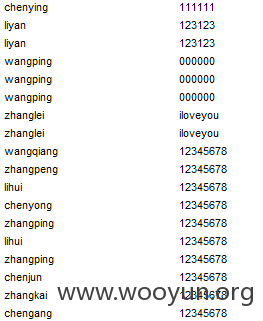 chenying 111111
liyan 123123
liyan 123123
wangping 000000
wangping 000000
wangping 000000
zhanglei iloveyou
zhanglei iloveyou
wangqiang 12345678
zhangpeng 12345678
lihui 12345678
chenyong 12345678
zhangping 12345678
lihui 12345678
zhangping 12345678
chenjun 12345678
zhangkai 12345678
www.wooyun.org
chengang 12345678